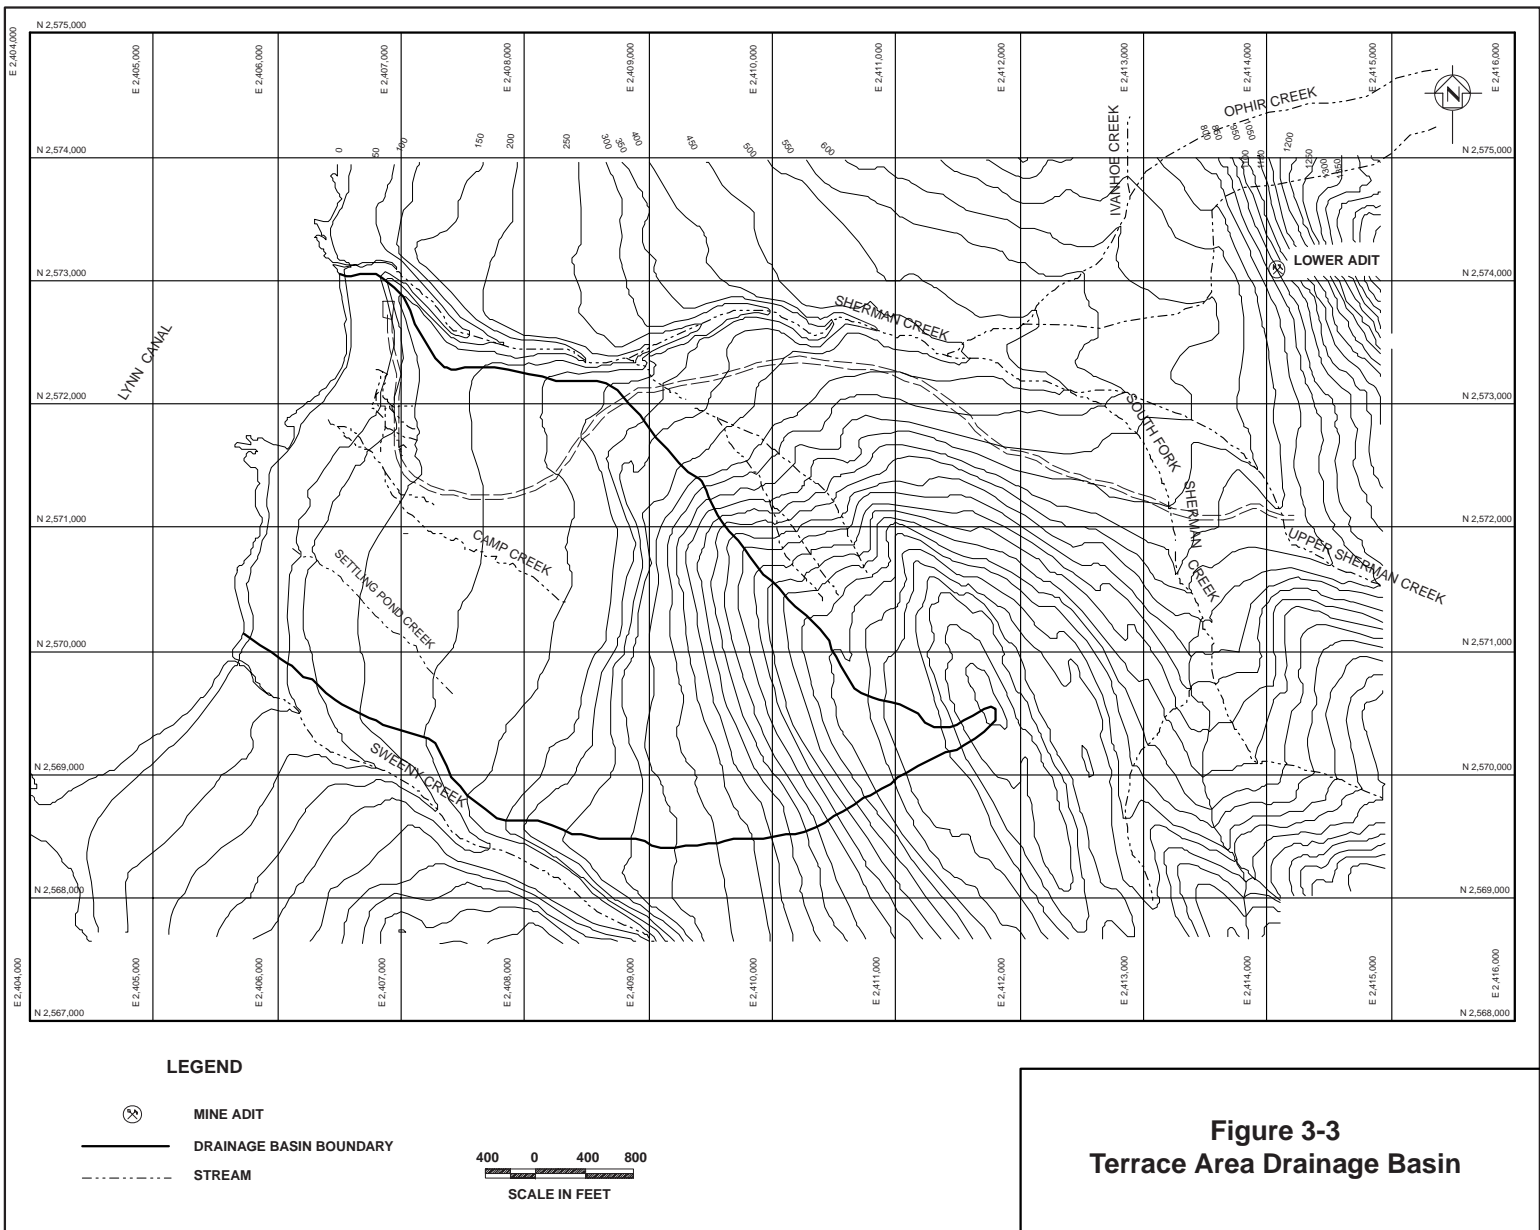 N 2,575,000
E 2,404,000
E 2,405,000
E 2,406,000
E 2,407,000
E 2,408,000
E 2,409,000
E 2,410,000
E 2,411,000
E 2,412,000
E 2,413,000
E 2,414,000
E 2,415,000
E 2,416,000
N
OPHIR CREEK
IVANHOE CREEK
0
50
100
150
200
250
300
350
400
450
500
550
600
800
850
950
1050
1100
1150
1200
1250
1300
1350
N 2,574,000
N 2,575,000
LOWER ADIT
N 2,573,000
N 2,574,000
SHERMAN CREEK
LYNN CANAL
N 2,572,000
N 2,573,000
SOUTH FORK
SHERMAN
CREEK
N 2,571,000
N 2,572,000
UPPER SHERMAN CREEK
CAMP CREEK
SETTLING POND CREEK
N 2,570,000
N 2,571,000
SWEENY CREEK
N 2,569,000
N 2,570,000
N 2,568,000
N 2,569,000
E 2,404,000
E 2,405,000
E 2,406,000
E 2,407,000
E 2,408,000
E 2,409,000
E 2,410,000
E 2,411,000
E 2,412,000
E 2,413,000
E 2,414,000
E 2,415,000
E 2,416,000
N 2,567,000
N 2,568,000
LEGEND
MINE ADIT
DRAINAGE BASIN BOUNDARY
STREAM
400 0 400 800
SCALE IN FEET
Figure 3-3
Terrace Area Drainage Basin